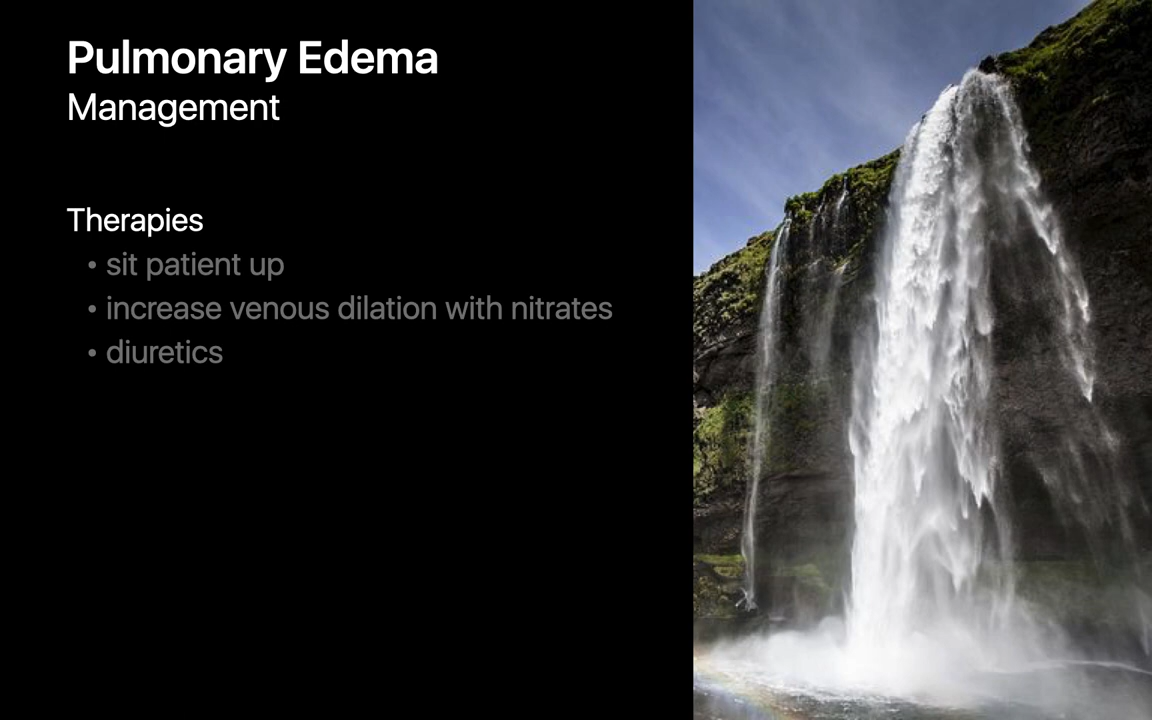 Pulmonary Edema
Management
Therapies
• sit patient up
• increase venous dilation with nitrates
• diuretics